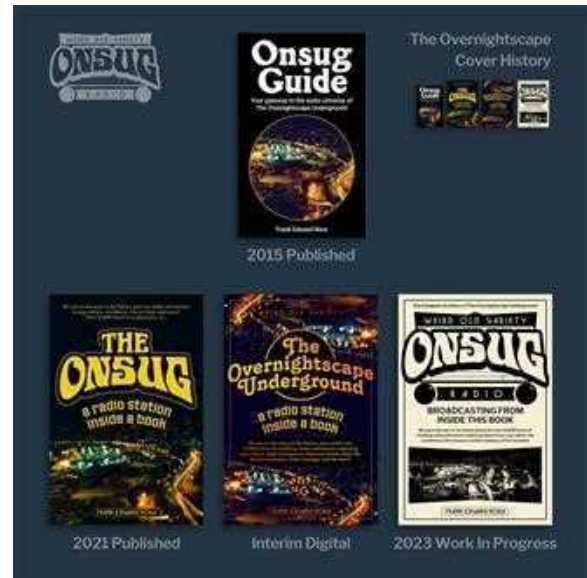 WEIRD OLD VARIETY
ONSUG
RADIO
The Overnightscape
Cover History
Onsug
Guide
Your gateway to the audio universe of
The Overnightscape Underground
Frank Edward Nora
2015 Published
THE
ONSUG
a radio station
inside a book
Frank Edward Nora
2021 Published
The
Overnightscape
Underground
a radio station
inside a book
Frank Edward Nora
Interim Digital
WEIRD OLD VARIETY
ONSUG
RADIO
BROADCASTING FROM
INSIDE THIS BOOK
Frank Edward Nora
2023 Work In Progress